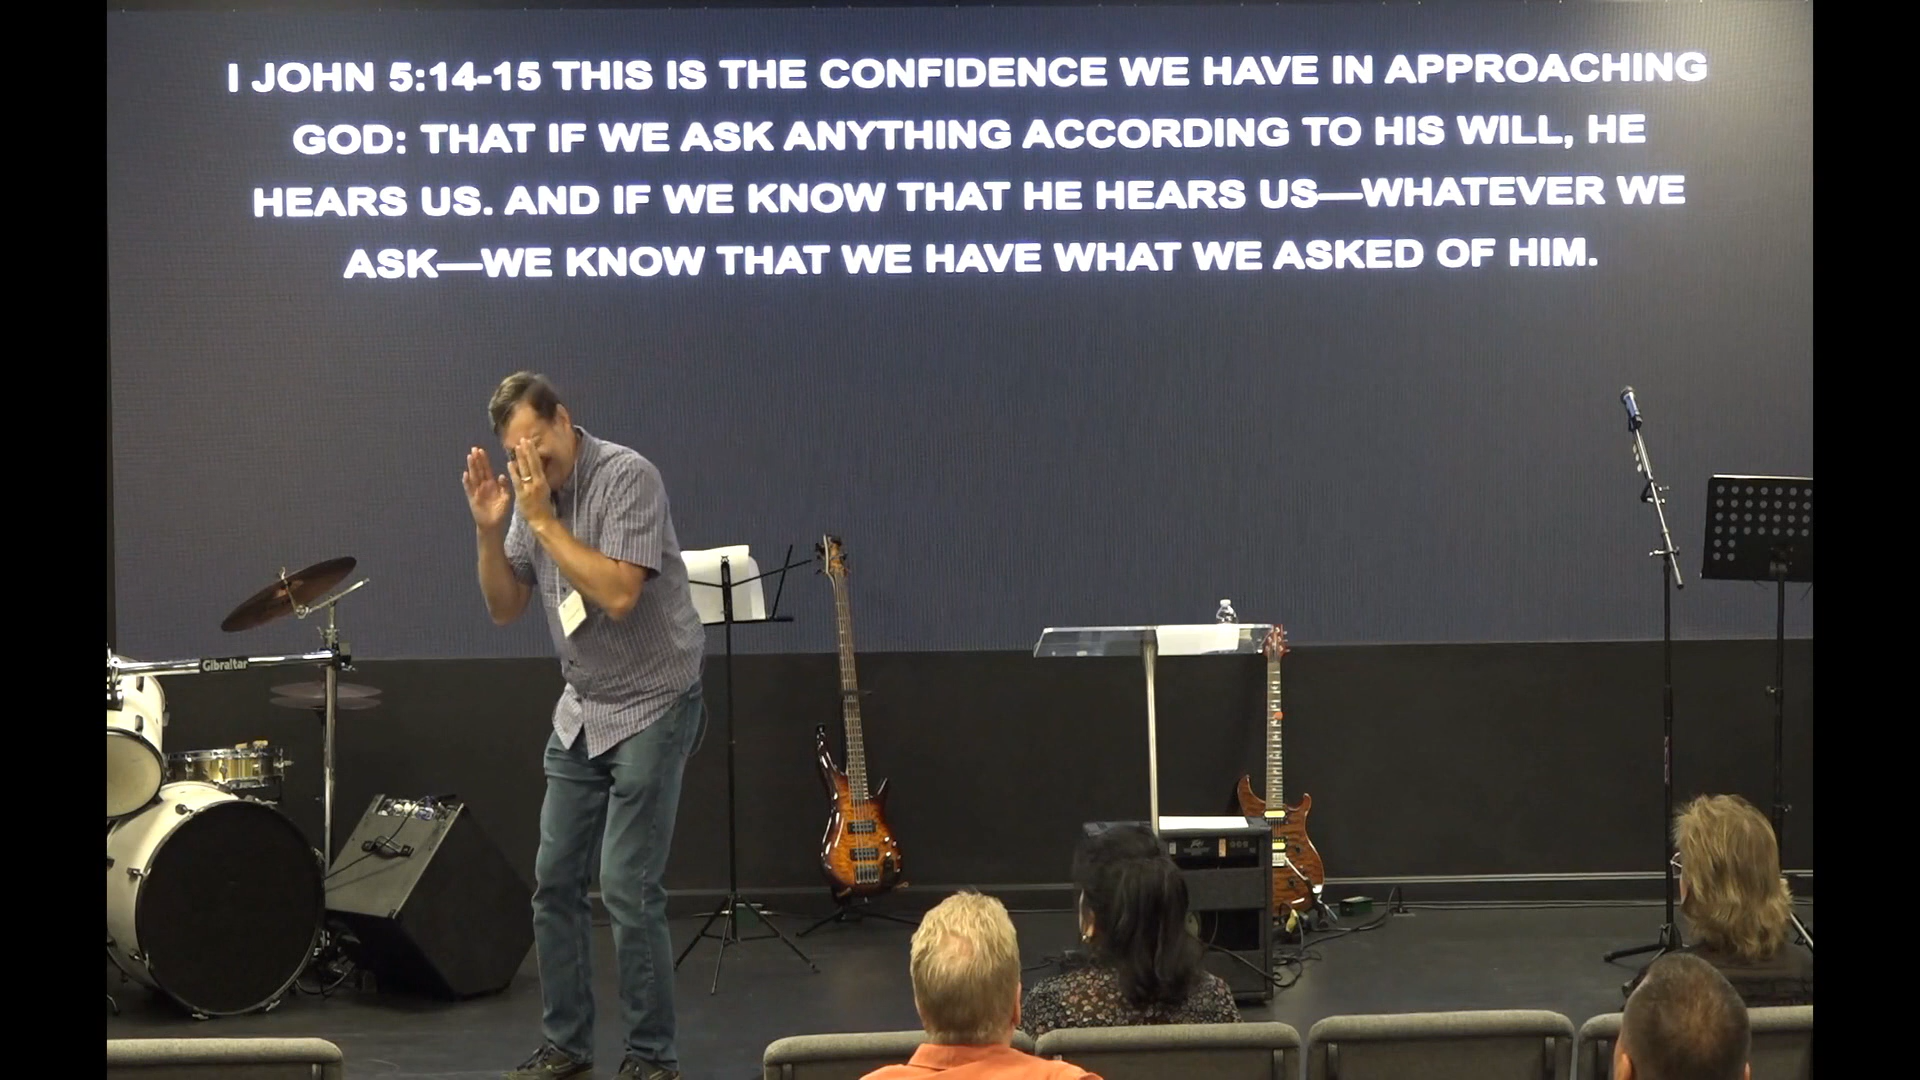 I JOHN 5:14-15 THIS IS THE CONFIDENCE WE HAVE IN APPROACHING
GOD: THAT IF WE ASK ANYTHING ACCORDING TO HIS WILL, HE
HEARS US. AND IF WE KNOW THAT HE HEARS US—WHATEVER WE
ASK—WE KNOW THAT WE HAVE WHAT WE ASKED OF HIM.
Gibraltar